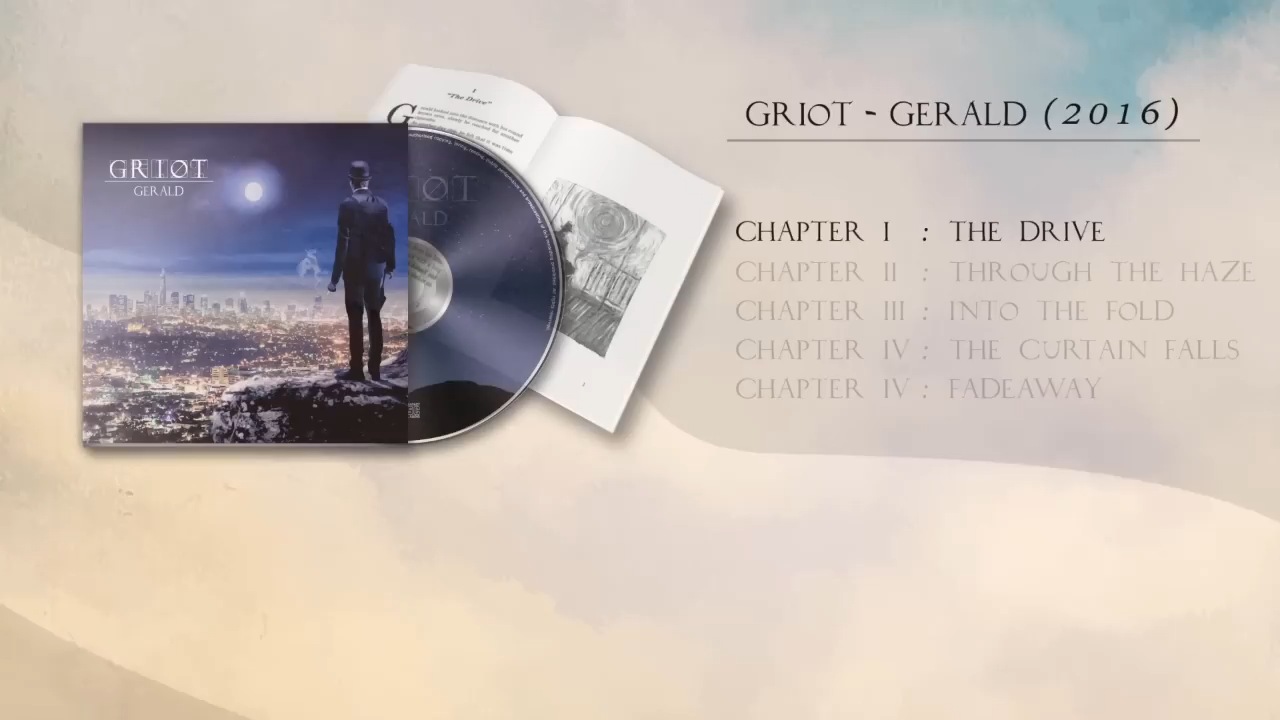 GRIOT - GERALD (2016)
CHAPTER I : THE DRIVE
CHAPTER II : THROUGH THE HAZE
CHAPTER III : INTO THE FOLD
CHAPTER IV : THE CURTAIN FALLS
CHAPTER IV : FADEAWAY
GRIOT
GERALD
I
"The Drive"